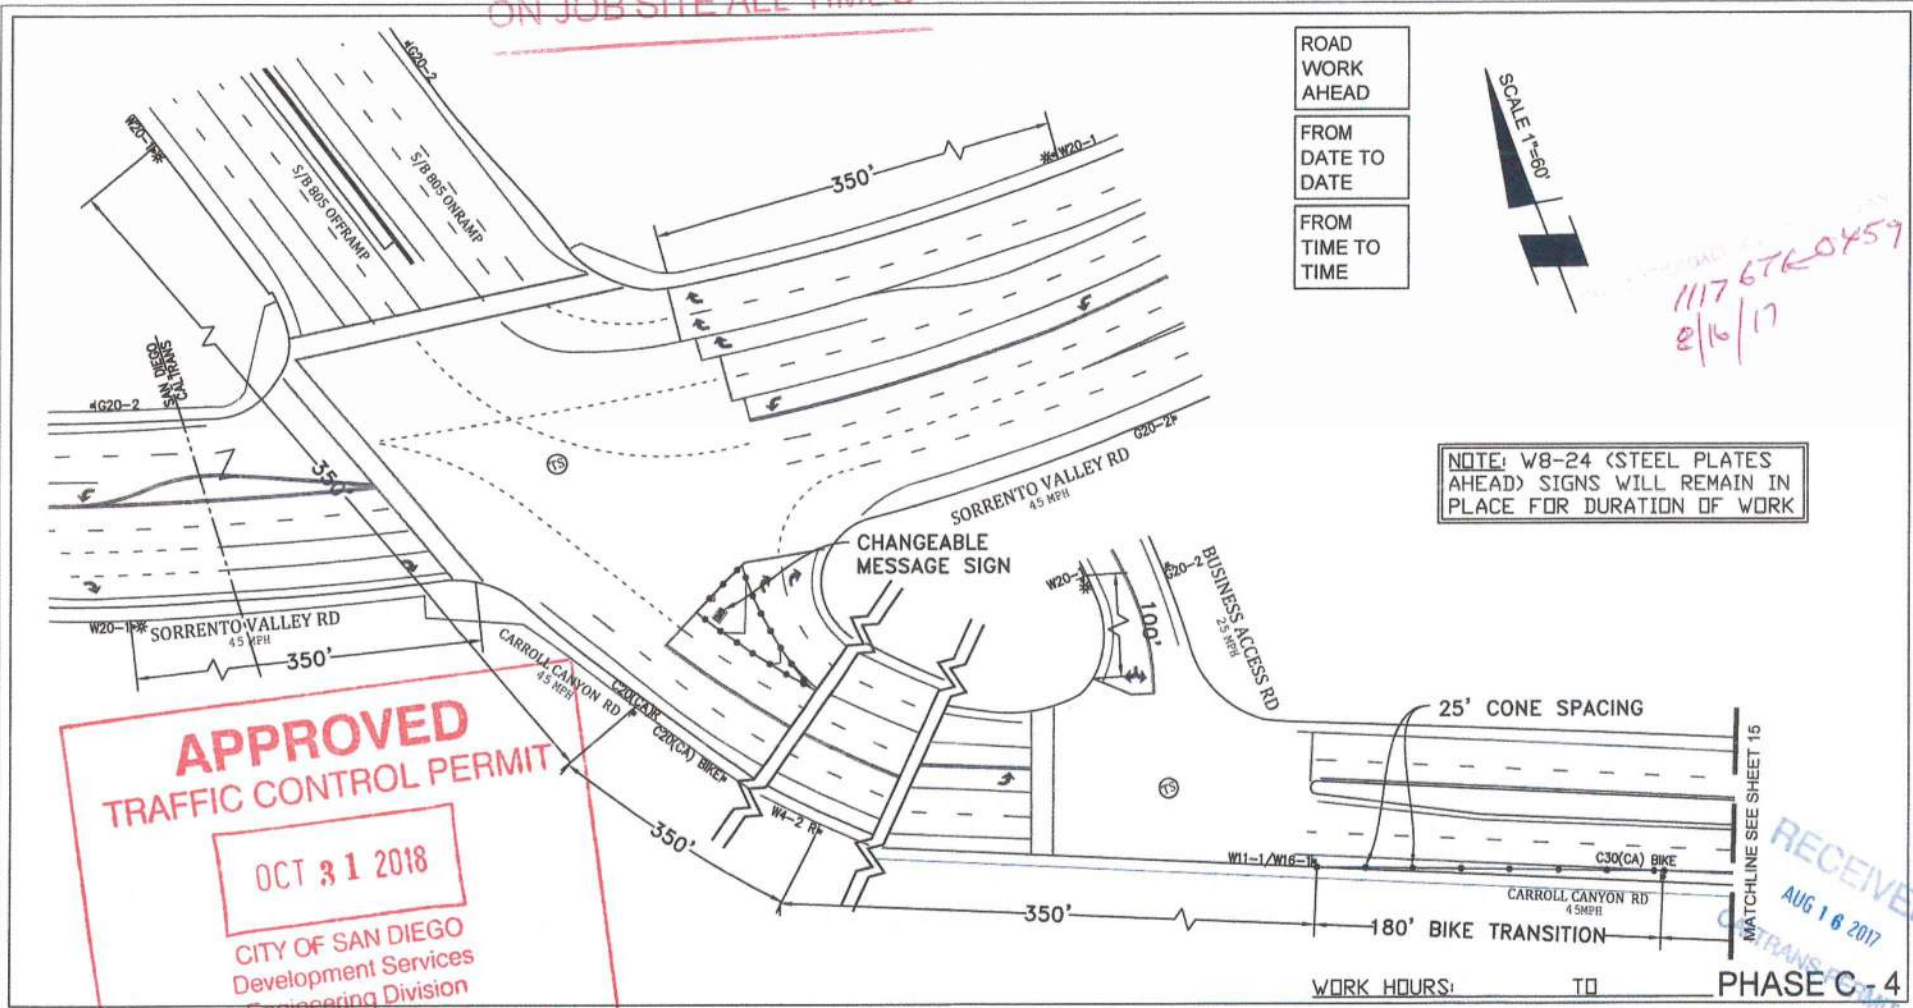 ON JOB SITE ALL TIMES
ROAD
WORK
AHEAD
FROM
DATE TO
DATE
FROM
TIME TO
TIME
SCALE 1"=60'
8/16/17
NOTE: W8-24 (STEEL PLATES
AHEAD) SIGNS WILL REMAIN IN
PLACE FOR DURATION OF WORK
G20-2
W20-1
S/B 805 OFFRAMP
S/B 805 ONRAMP
350'
W20-1
SAN DIEGO
CALTRANS
G20-2
350'
TS
G20-2
SORRENTO VALLEY RD
45 MPH
CHANGEABLE
MESSAGE SIGN
W20-1
G20-2
BUSINESS ACCESS RD
25 MPH
100'
W20-1
SORRENTO VALLEY RD
45 MPH
350'
CARROLL CANYON RD
45 MPH
C20(CA)R
C20(CA) BIKE
W4-2 R
350'
25' CONE SPACING
TS
W11-1/W16-1
C30(CA) BIKE
CARROLL CANYON RD
45MPH
350'
180' BIKE TRANSITION
MATCHLINE SEE SHEET 15
APPROVED
TRAFFIC CONTROL PERMIT
OCT 31 2018
CITY OF SAN DIEGO
Development Services
Engineering Division
RECEIVED
AUG 16 2017
CALTRANS PERMITS
WORK HOURS: TO
PHASE C - 4